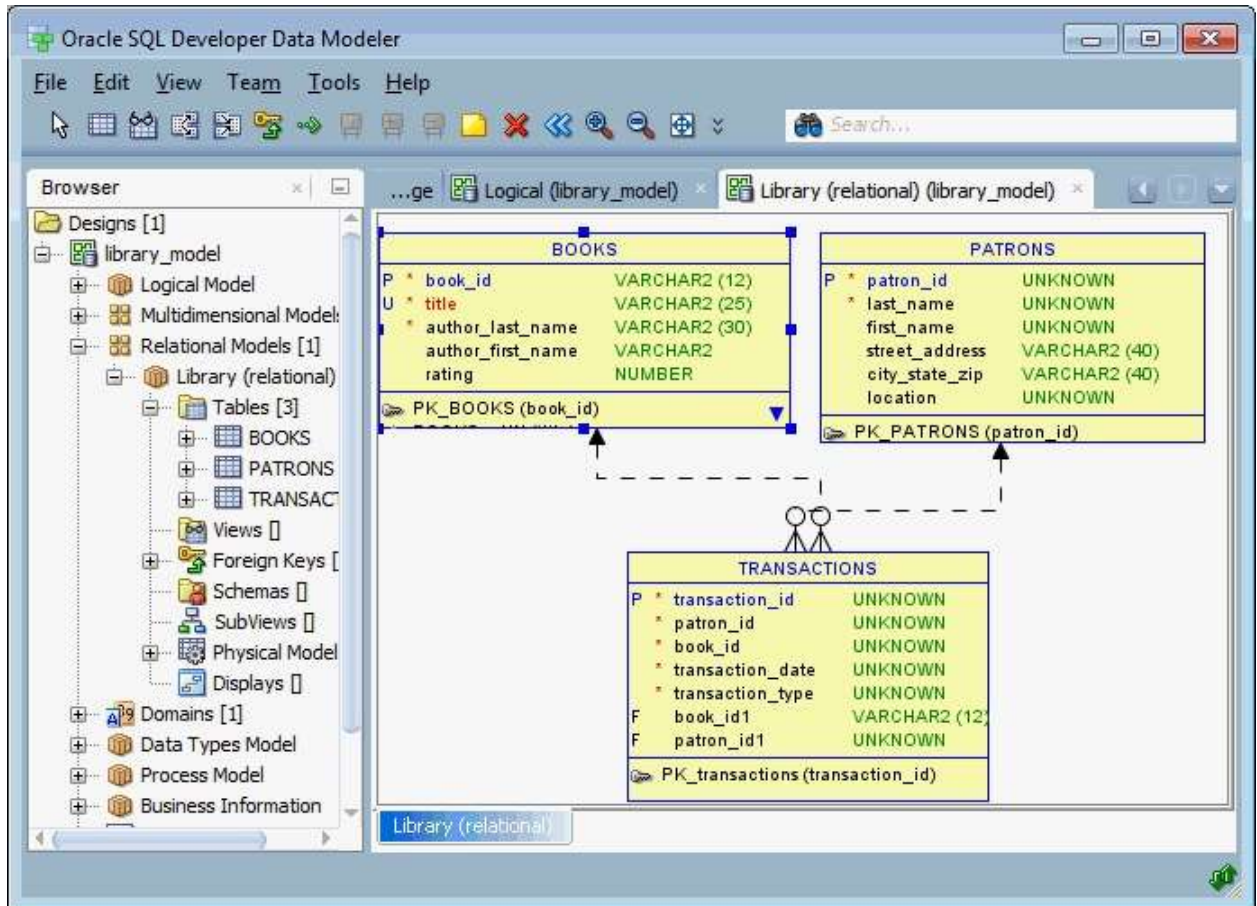 Oracle SQL Developer Data Modeler
File Edit View Team Tools Help
Search...
Browser
Designs [1]
library_model
Logical Model
Multidimensional Models
Relational Models [1]
Library (relational)
Tables [3]
BOOKS
PATRONS
TRANSACT
Views []
Foreign Keys [
Schemas []
SubViews []
Physical Model
Displays []
Domains [1]
Data Types Model
Process Model
Business Information
...ge Logical (library_model) Library (relational) (library_model)
BOOKS
P * book_id VARCHAR2 (12)
U * title VARCHAR2 (25)
* author_last_name VARCHAR2 (30)
author_first_name VARCHAR2
rating NUMBER
PK_BOOKS (book_id)
PATRONS
P * patron_id UNKNOWN
* last_name UNKNOWN
first_name UNKNOWN
street_address VARCHAR2 (40)
city_state_zip VARCHAR2 (40)
location UNKNOWN
PK_PATRONS (patron_id)
TRANSACTIONS
P * transaction_id UNKNOWN
* patron_id UNKNOWN
* book_id UNKNOWN
* transaction_date UNKNOWN
* transaction_type UNKNOWN
F book_id1 VARCHAR2 (12)
F patron_id1 UNKNOWN
PK_transactions (transaction_id)
Library (relational)